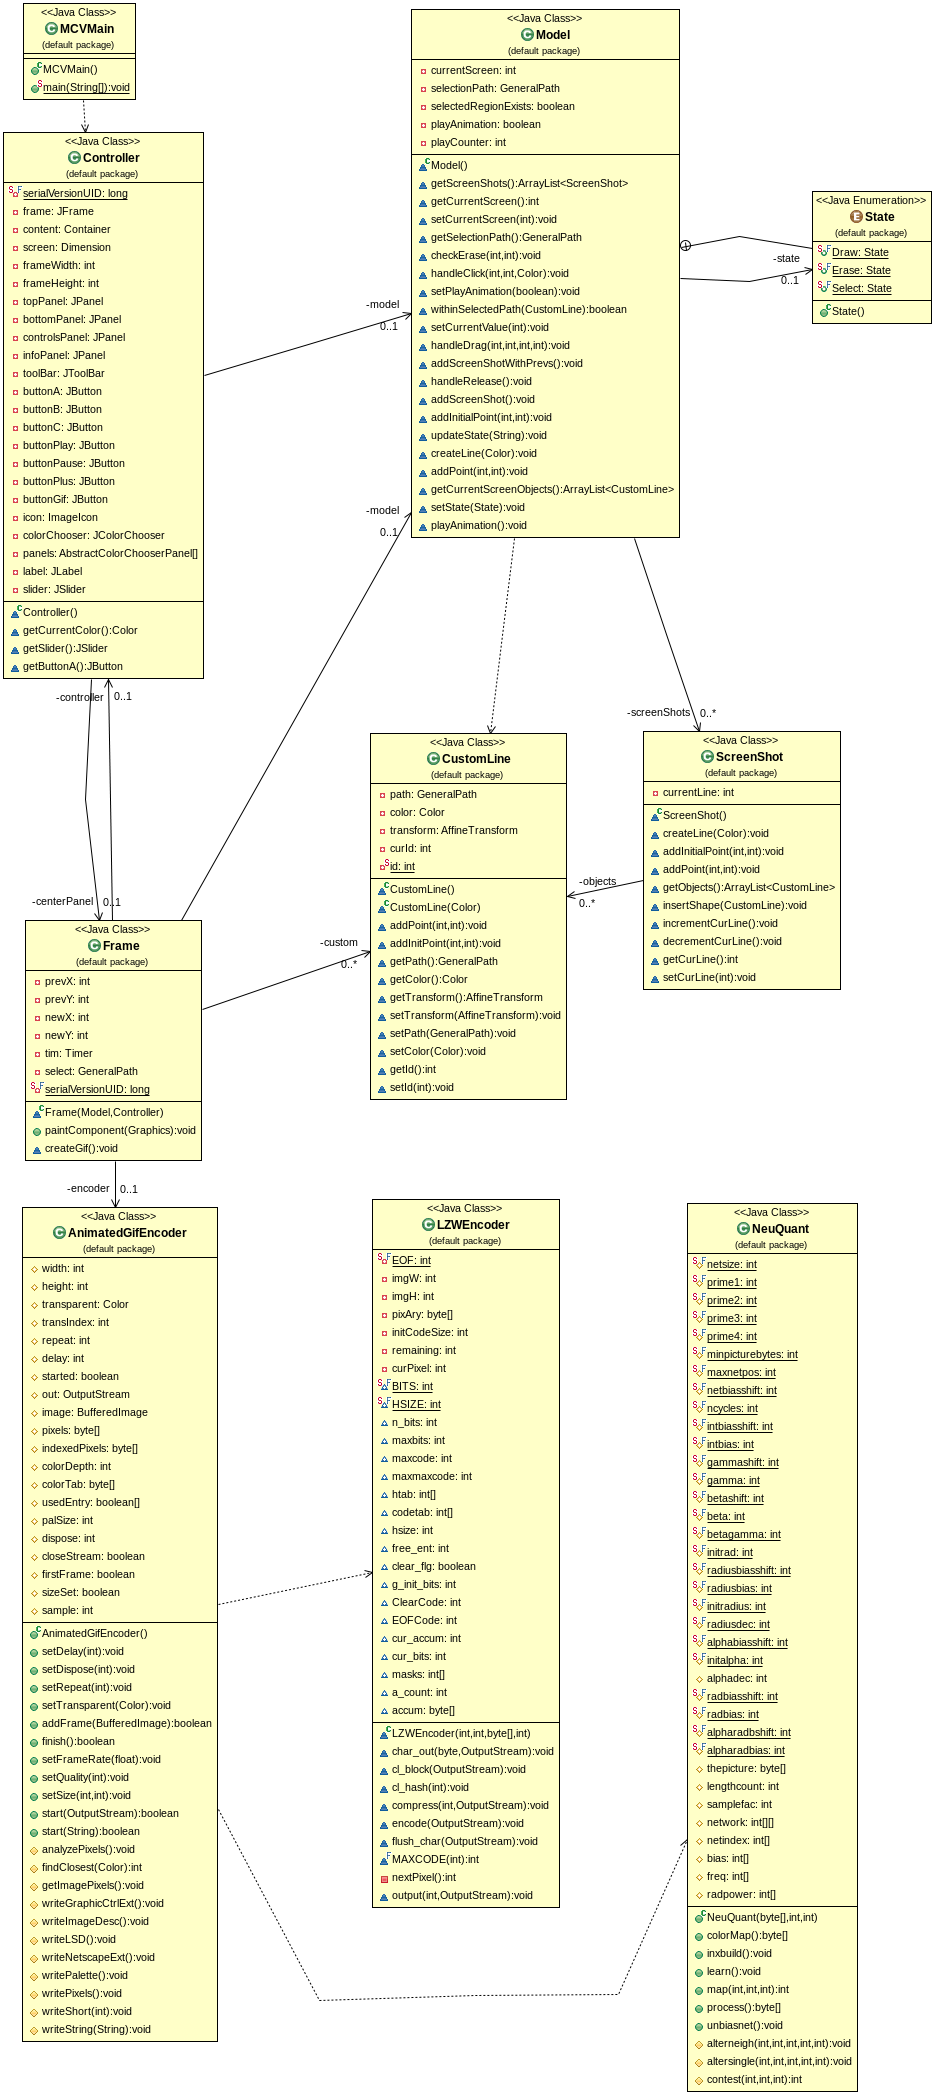 <<Java Class>>
MCVMain
(default package)
MCVMain()
main(String[]):void
<<Java Class>>
Controller
(default package)
serialVersionUID: long
frame: JFrame
content: Container
screen: Dimension
frameWidth: int
frameHeight: int
topPanel: JPanel
bottomPanel: JPanel
controlsPanel: JPanel
infoPanel: JPanel
toolBar: JToolBar
buttonA: JButton
buttonB: JButton
buttonC: JButton
buttonPlay: JButton
buttonPause: JButton
buttonPlus: JButton
buttonGif: JButton
icon: ImageIcon
colorChooser: JColorChooser
panels: AbstractColorChooserPanel[]
label: JLabel
slider: JSlider
Controller()
getCurrentColor():Color
getSlider():JSlider
getButtonA():JButton
<<Java Class>>
Model
(default package)
currentScreen: int
selectionPath: GeneralPath
selectedRegionExists: boolean
playAnimation: boolean
playCounter: int
Model()
getScreenShots():ArrayList<ScreenShot>
getCurrentScreen():int
setCurrentScreen(int):void
getSelectionPath():GeneralPath
checkErase(int,int):void
handleClick(int,int,Color):void
setPlayAnimation(boolean):void
withinSelectedPath(CustomLine):boolean
setCurrentValue(int):void
handleDrag(int,int,int,int):void
addScreenShotWithPrevs():void
handleRelease():void
addScreenShot():void
addInitialPoint(int,int):void
updateState(String):void
createLine(Color):void
addPoint(int,int):void
getCurrentScreenObjects():ArrayList<CustomLine>
setState(State):void
playAnimation():void
<<Java Enumeration>>
State
(default package)
Draw: State
Erase: State
Select: State
State()
-state
0..1
-model
0..1
-model
0..1
-controller
0..1
-centerPanel
0..1
-screenShots
0..*
<<Java Class>>
CustomLine
(default package)
path: GeneralPath
color: Color
transform: AffineTransform
curId: int
id: int
CustomLine()
CustomLine(Color)
addPoint(int,int):void
addInitPoint(int,int):void
getPath():GeneralPath
getColor():Color
getTransform():AffineTransform
setTransform(AffineTransform):void
setPath(GeneralPath):void
setColor(Color):void
getId():int
setId(int):void
<<Java Class>>
ScreenShot
(default package)
currentLine: int
ScreenShot()
createLine(Color):void
addInitialPoint(int,int):void
addPoint(int,int):void
getObjects():ArrayList<CustomLine>
insertShape(CustomLine):void
incrementCurLine():void
decrementCurLine():void
getCurLine():int
setCurLine(int):void
-objects
0..*
-custom
0..*
<<Java Class>>
Frame
(default package)
prevX: int
prevY: int
newX: int
newY: int
tim: Timer
select: GeneralPath
serialVersionUID: long
Frame(Model,Controller)
paintComponent(Graphics):void
createGif():void
-encoder
0..1
<<Java Class>>
AnimatedGifEncoder
(default package)
width: int
height: int
transparent: Color
transIndex: int
repeat: int
delay: int
started: boolean
out: OutputStream
image: BufferedImage
pixels: byte[]
indexedPixels: byte[]
colorDepth: int
colorTab: byte[]
usedEntry: boolean[]
palSize: int
dispose: int
closeStream: boolean
firstFrame: boolean
sizeSet: boolean
sample: int
AnimatedGifEncoder()
setDelay(int):void
setDispose(int):void
setRepeat(int):void
setTransparent(Color):void
addFrame(BufferedImage):boolean
finish():boolean
setFrameRate(float):void
setQuality(int):void
setSize(int,int):void
start(OutputStream):boolean
start(String):boolean
analyzePixels():void
findClosest(Color):int
getImagePixels():void
writeGraphicCtrlExt():void
writeImageDesc():void
writeLSD():void
writeNetscapeExt():void
writePalette():void
writePixels():void
writeShort(int):void
writeString(String):void
<<Java Class>>
LZWEncoder
(default package)
EOF: int
imgW: int
imgH: int
pixAry: byte[]
initCodeSize: int
remaining: int
curPixel: int
BITS: int
HSIZE: int
n_bits: int
maxbits: int
maxcode: int
maxmaxcode: int
htab: int[]
codetab: int[]
hsize: int
free_ent: int
clear_flg: boolean
g_init_bits: int
ClearCode: int
EOFCode: int
cur_accum: int
cur_bits: int
masks: int[]
a_count: int
accum: byte[]
LZWEncoder(int,int,byte[],int)
char_out(byte,OutputStream):void
cl_block(OutputStream):void
cl_hash(int):void
compress(int,OutputStream):void
encode(OutputStream):void
flush_char(OutputStream):void
MAXCODE(int):int
nextPixel():int
output(int,OutputStream):void
<<Java Class>>
NeuQuant
(default package)
netsize: int
prime1: int
prime2: int
prime3: int
prime4: int
minpicturebytes: int
maxnetpos: int
netbiasshift: int
ncycles: int
intbiasshift: int
intbias: int
gammashift: int
gamma: int
betashift: int
beta: int
betagamma: int
initrad: int
radiusbiasshift: int
radiusbias: int
initradius: int
radiusdec: int
alphabiasshift: int
initalpha: int
alphadec: int
radbiasshift: int
radbias: int
alpharadbshift: int
alpharadbias: int
thepicture: byte[]
lengthcount: int
samplefac: int
network: int[][]
netindex: int[]
bias: int[]
freq: int[]
radpower: int[]
NeuQuant(byte[],int,int)
colorMap():byte[]
inxbuild():void
learn():void
map(int,int,int):int
process():byte[]
unbiasnet():void
alterneigh(int,int,int,int,int):void
altersingle(int,int,int,int,int):void
contest(int,int,int):int